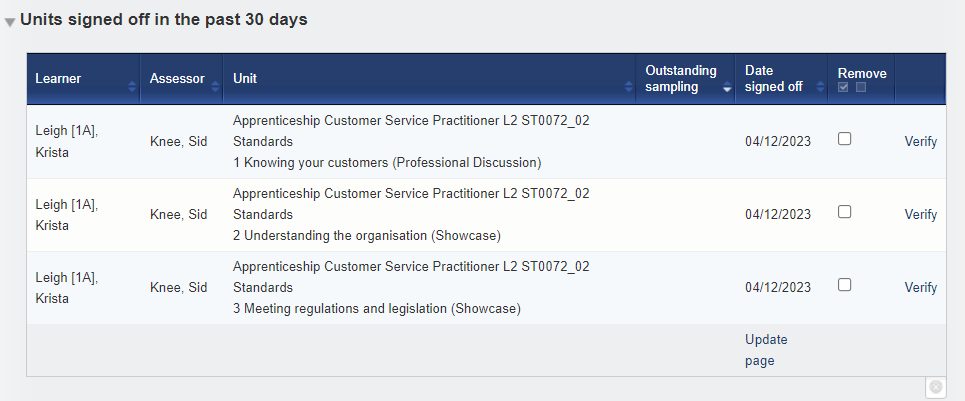 Units signed off in the past 30 days
Learner Assessor Unit Outstanding sampling Date signed off Remove
Leigh [1A], Krista Knee, Sid Apprenticeship Customer Service Practitioner L2 ST0072_02 Standards
1 Knowing your customers (Professional Discussion) 04/12/2023 Verify
Leigh [1A], Krista Knee, Sid Apprenticeship Customer Service Practitioner L2 ST0072_02 Standards
2 Understanding the organisation (Showcase) 04/12/2023 Verify
Leigh [1A], Krista Knee, Sid Apprenticeship Customer Service Practitioner L2 ST0072_02 Standards
3 Meeting regulations and legislation (Showcase) 04/12/2023 Verify
Update page